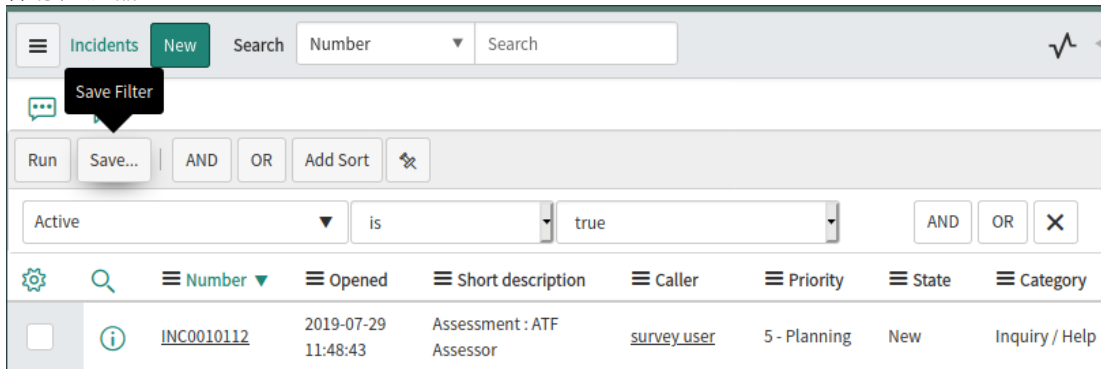 Incidents New Search Number Search
Save Filter
Run Save... AND OR Add Sort
Active is true AND OR
Number Opened Short description Caller Priority State Category
INC0010112 2019-07-29 11:48:43 Assessment : ATF Assessor survey user 5 - Planning New Inquiry / Help